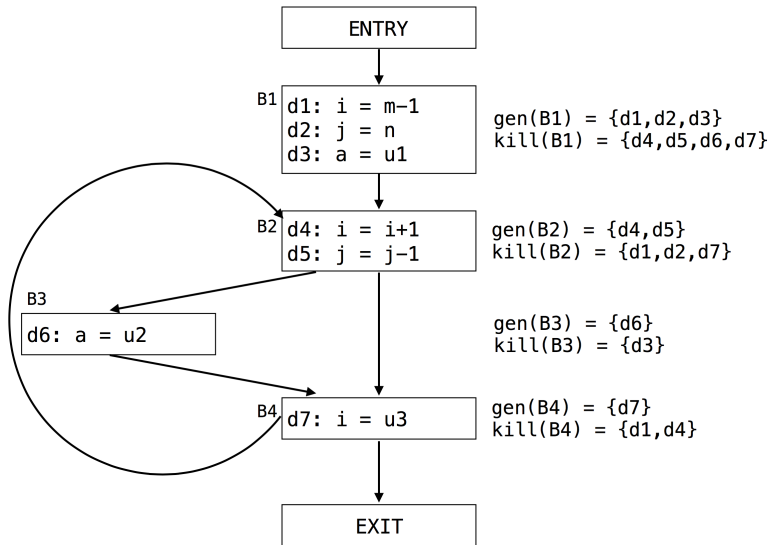 ENTRY
B1
d1: i = m-1
d2: j = n
d3: a = u1
gen(B1) = {d1,d2,d3}
kill(B1) = {d4,d5,d6,d7}
B2
d4: i = i+1
d5: j = j-1
gen(B2) = {d4,d5}
kill(B2) = {d1,d2,d7}
B3
d6: a = u2
gen(B3) = {d6}
kill(B3) = {d3}
B4
d7: i = u3
gen(B4) = {d7}
kill(B4) = {d1,d4}
EXIT